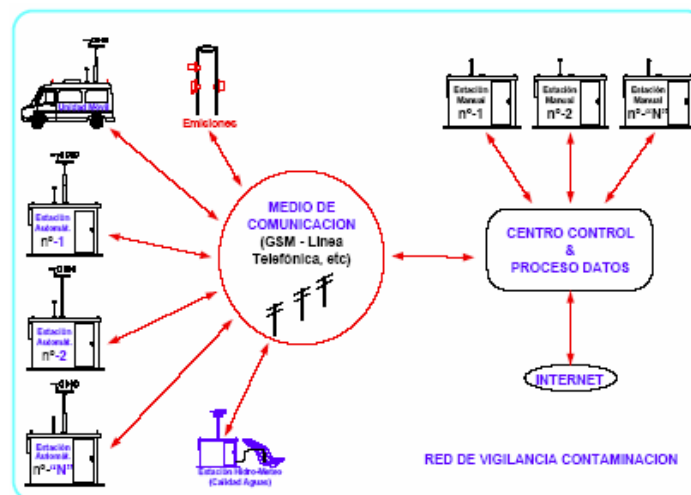 Unidad Móvil
Emisiones
Estación
Manual
nº-1
Estación
Manual
nº-2
Estación
Manual
nº-"N"
Estación
Automát.
nº-1
MEDIO DE
COMUNICACION
(GSM - Línea
Telefónica, etc)
CENTRO CONTROL
&
PROCESO DATOS
Estación
Automát.
nº-2
INTERNET
Estación
Automát.
nº-"N"
Estación Hidro-Meteo
(Calidad Aguas)
RED DE VIGILANCIA CONTAMINACION